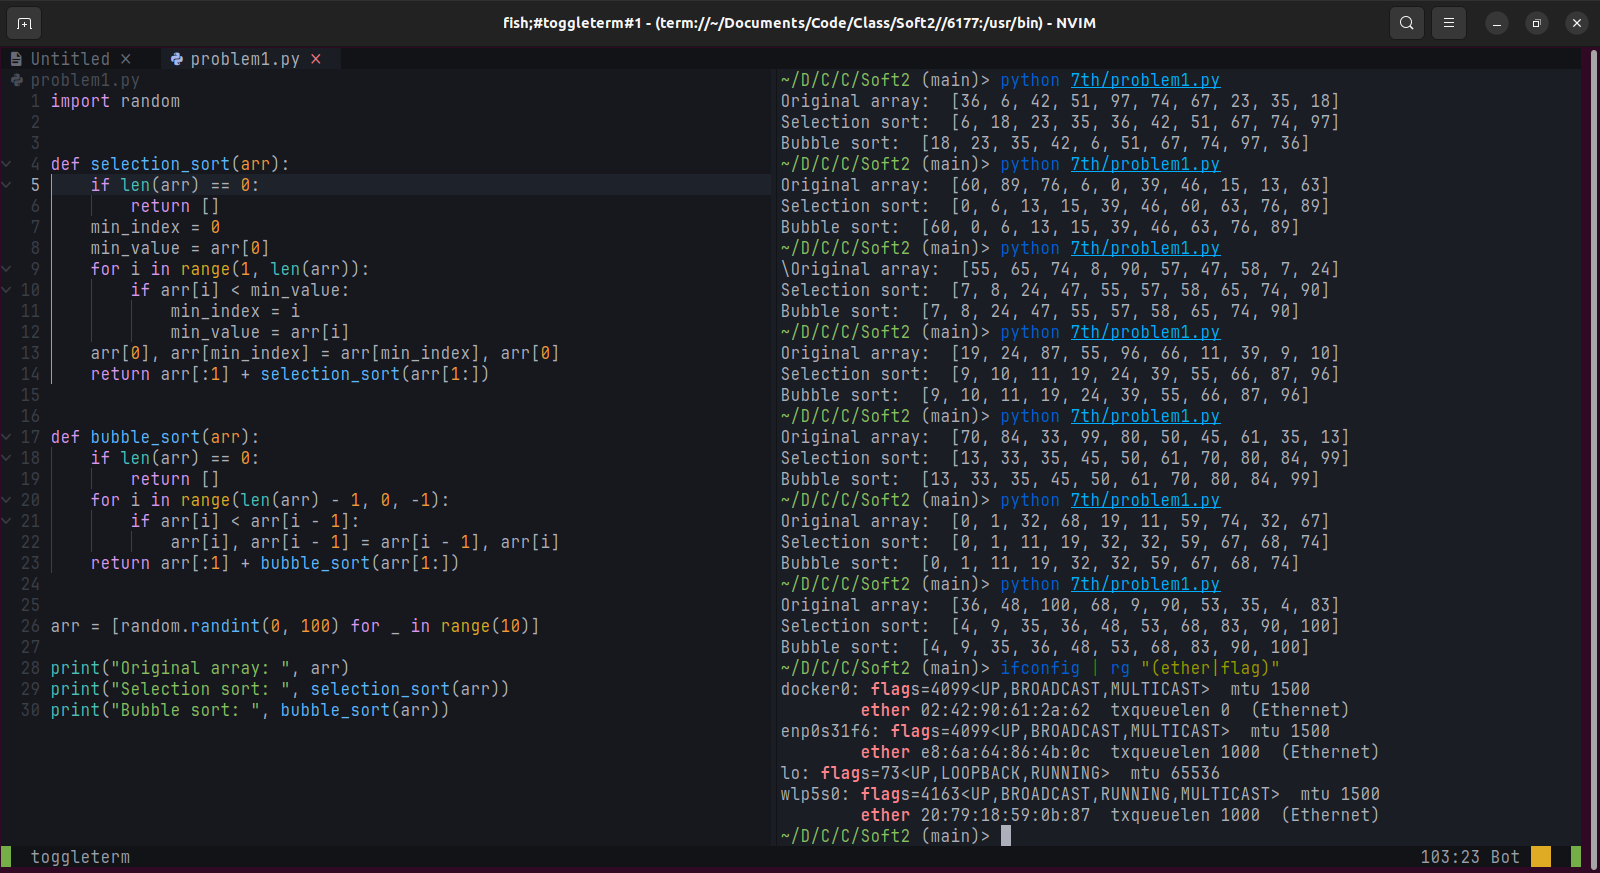 fish;#toggleterm#1 - (term://~/Documents/Code/Class/Soft2//6177:/usr/bin) - NVIM
Untitled × problem1.py ×
problem1.py
1 import random
2
3
4 def selection_sort(arr):
5     if len(arr) == 0:
6         return []
7     min_index = 0
8     min_value = arr[0]
9     for i in range(1, len(arr)):
10         if arr[i] < min_value:
11             min_index = i
12             min_value = arr[i]
13     arr[0], arr[min_index] = arr[min_index], arr[0]
14     return arr[:1] + selection_sort(arr[1:])
15
16
17 def bubble_sort(arr):
18     if len(arr) == 0:
19         return []
20     for i in range(len(arr) - 1, 0, -1):
21         if arr[i] < arr[i - 1]:
22             arr[i], arr[i - 1] = arr[i - 1], arr[i]
23     return arr[:1] + bubble_sort(arr[1:])
24
25
26 arr = [random.randint(0, 100) for _ in range(10)]
27
28 print("Original array: ", arr)
29 print("Selection sort: ", selection_sort(arr))
30 print("Bubble sort: ", bubble_sort(arr))
~/D/C/C/Soft2 (main)> python 7th/problem1.py
Original array:  [36, 6, 42, 51, 97, 74, 67, 23, 35, 18]
Selection sort:  [6, 18, 23, 35, 36, 42, 51, 67, 74, 97]
Bubble sort:  [18, 23, 35, 42, 6, 51, 67, 74, 97, 36]
~/D/C/C/Soft2 (main)> python 7th/problem1.py
Original array:  [60, 89, 76, 6, 0, 39, 46, 15, 13, 63]
Selection sort:  [0, 6, 13, 15, 39, 46, 60, 63, 76, 89]
Bubble sort:  [60, 0, 6, 13, 15, 39, 46, 63, 76, 89]
~/D/C/C/Soft2 (main)> python 7th/problem1.py
\Original array:  [55, 65, 74, 8, 90, 57, 47, 58, 7, 24]
Selection sort:  [7, 8, 24, 47, 55, 57, 58, 65, 74, 90]
Bubble sort:  [7, 8, 24, 47, 55, 57, 58, 65, 74, 90]
~/D/C/C/Soft2 (main)> python 7th/problem1.py
Original array:  [19, 24, 87, 55, 96, 66, 11, 39, 9, 10]
Selection sort:  [9, 10, 11, 19, 24, 39, 55, 66, 87, 96]
Bubble sort:  [9, 10, 11, 19, 24, 39, 55, 66, 87, 96]
~/D/C/C/Soft2 (main)> python 7th/problem1.py
Original array:  [70, 84, 33, 99, 80, 50, 45, 61, 35, 13]
Selection sort:  [13, 33, 35, 45, 50, 61, 70, 80, 84, 99]
Bubble sort:  [13, 33, 35, 45, 50, 61, 70, 80, 84, 99]
~/D/C/C/Soft2 (main)> python 7th/problem1.py
Original array:  [0, 1, 32, 68, 19, 11, 59, 74, 32, 67]
Selection sort:  [0, 1, 11, 19, 32, 32, 59, 67, 68, 74]
Bubble sort:  [0, 1, 11, 19, 32, 32, 59, 67, 68, 74]
~/D/C/C/Soft2 (main)> python 7th/problem1.py
Original array:  [36, 48, 100, 68, 9, 90, 53, 35, 4, 83]
Selection sort:  [4, 9, 35, 36, 48, 53, 68, 83, 90, 100]
Bubble sort:  [4, 9, 35, 36, 48, 53, 68, 83, 90, 100]
~/D/C/C/Soft2 (main)> ifconfig | rg "(ether|flag)"
docker0: flags=4099<UP,BROADCAST,MULTICAST>  mtu 1500
        ether 02:42:90:61:2a:62  txqueuelen 0  (Ethernet)
enp0s31f6: flags=4099<UP,BROADCAST,MULTICAST>  mtu 1500
        ether e8:6a:64:86:4b:0c  txqueuelen 1000  (Ethernet)
lo: flags=73<UP,LOOPBACK,RUNNING>  mtu 65536
wlp5s0: flags=4163<UP,BROADCAST,RUNNING,MULTICAST>  mtu 1500
        ether 20:79:18:59:0b:87  txqueuelen 1000  (Ethernet)
~/D/C/C/Soft2 (main)>
toggleterm 103:23 Bot